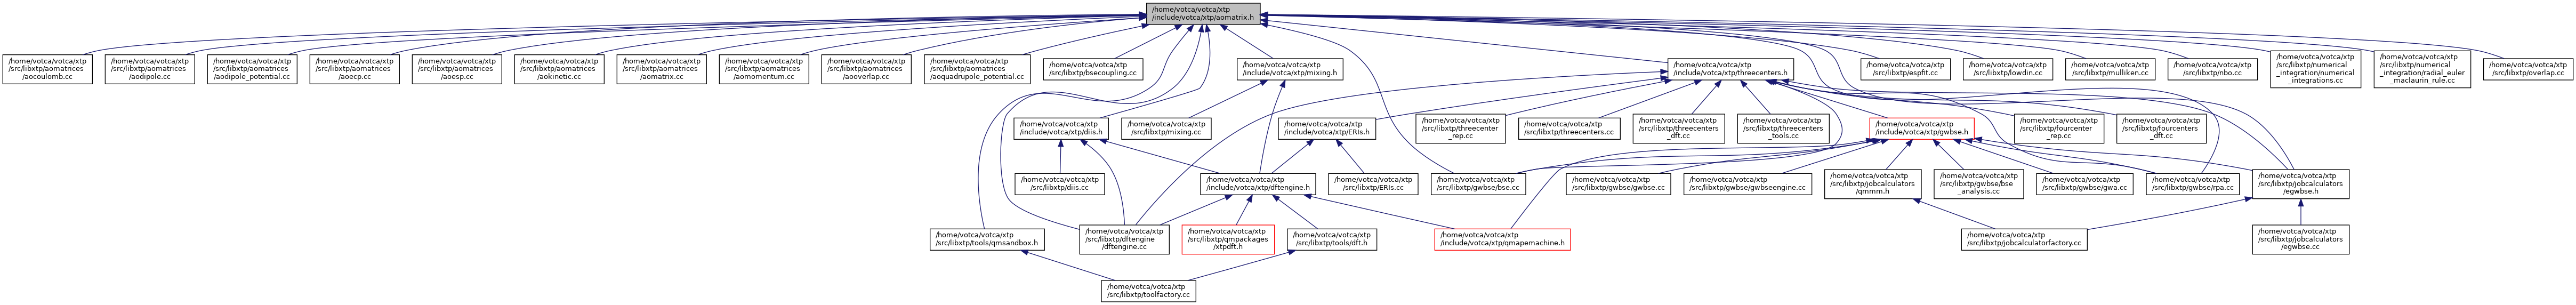 /home/votca/votca/xtp
/include/votca/xtp/aomatrix.h
/home/votca/votca/xtp
/src/libxtp/aomatrices
/aocoulomb.cc
/home/votca/votca/xtp
/src/libxtp/aomatrices
/aodipole.cc
/home/votca/votca/xtp
/src/libxtp/aomatrices
/aodipole_potential.cc
/home/votca/votca/xtp
/src/libxtp/aomatrices
/aoecp.cc
/home/votca/votca/xtp
/src/libxtp/aomatrices
/aoesp.cc
/home/votca/votca/xtp
/src/libxtp/aomatrices
/aokinetic.cc
/home/votca/votca/xtp
/src/libxtp/aomatrices
/aomatrix.cc
/home/votca/votca/xtp
/src/libxtp/aomatrices
/aomomentum.cc
/home/votca/votca/xtp
/src/libxtp/aomatrices
/aooverlap.cc
/home/votca/votca/xtp
/src/libxtp/aomatrices
/aoquadrupole_potential.cc
/home/votca/votca/xtp
/src/libxtp/bsecoupling.cc
/home/votca/votca/xtp
/include/votca/xtp/mixing.h
/home/votca/votca/xtp
/include/votca/xtp/threecenters.h
/home/votca/votca/xtp
/src/libxtp/espfit.cc
/home/votca/votca/xtp
/src/libxtp/lowdin.cc
/home/votca/votca/xtp
/src/libxtp/mulliken.cc
/home/votca/votca/xtp
/src/libxtp/nbo.cc
/home/votca/votca/xtp
/src/libxtp/numerical
_integration/numerical
_integrations.cc
/home/votca/votca/xtp
/src/libxtp/numerical
_integration/radial_euler
_maclaurin_rule.cc
/home/votca/votca/xtp
/src/libxtp/overlap.cc
/home/votca/votca/xtp
/include/votca/xtp/diis.h
/home/votca/votca/xtp
/src/libxtp/mixing.cc
/home/votca/votca/xtp
/include/votca/xtp/ERIs.h
/home/votca/votca/xtp
/src/libxtp/threecenter
_rep.cc
/home/votca/votca/xtp
/src/libxtp/threecenters.cc
/home/votca/votca/xtp
/src/libxtp/threecenters
_dft.cc
/home/votca/votca/xtp
/src/libxtp/threecenters
_tools.cc
/home/votca/votca/xtp
/include/votca/xtp/gwbse.h
/home/votca/votca/xtp
/src/libxtp/fourcenter
_rep.cc
/home/votca/votca/xtp
/src/libxtp/fourcenters
_dft.cc
/home/votca/votca/xtp
/src/libxtp/diis.cc
/home/votca/votca/xtp
/include/votca/xtp/dftengine.h
/home/votca/votca/xtp
/src/libxtp/ERIs.cc
/home/votca/votca/xtp
/src/libxtp/gwbse/bse.cc
/home/votca/votca/xtp
/src/libxtp/gwbse/gwbse.cc
/home/votca/votca/xtp
/src/libxtp/gwbse/gwbseengine.cc
/home/votca/votca/xtp
/src/libxtp/jobcalculators
/qmmm.h
/home/votca/votca/xtp
/src/libxtp/gwbse/bse
_analysis.cc
/home/votca/votca/xtp
/src/libxtp/gwbse/gwa.cc
/home/votca/votca/xtp
/src/libxtp/gwbse/rpa.cc
/home/votca/votca/xtp
/src/libxtp/jobcalculators
/egwbse.h
/home/votca/votca/xtp
/src/libxtp/tools/qmsandbox.h
/home/votca/votca/xtp
/src/libxtp/dftengine
/dftengine.cc
/home/votca/votca/xtp
/src/libxtp/qmpackages
/xtpdft.h
/home/votca/votca/xtp
/src/libxtp/tools/dft.h
/home/votca/votca/xtp
/include/votca/xtp/qmapemachine.h
/home/votca/votca/xtp
/src/libxtp/jobcalculatorfactory.cc
/home/votca/votca/xtp
/src/libxtp/jobcalculators
/egwbse.cc
/home/votca/votca/xtp
/src/libxtp/toolfactory.cc